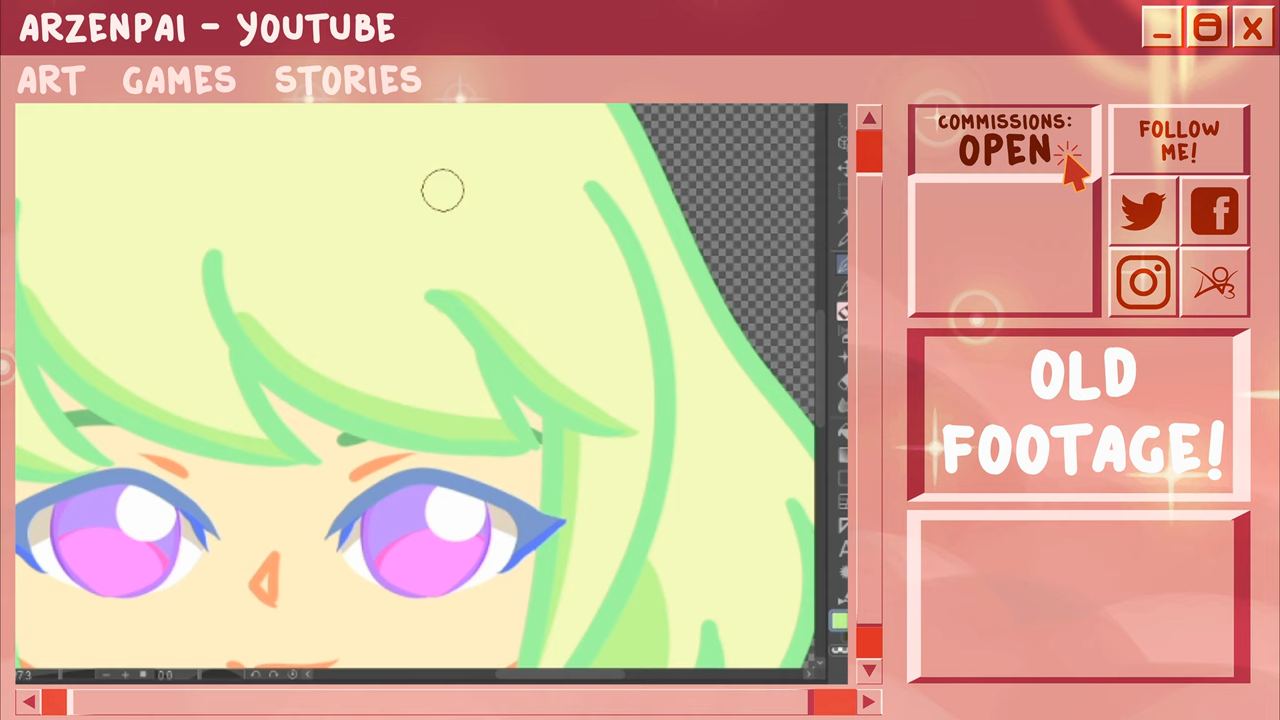 ARZENPAI - YOUTUBE
ART GAMES STORIES
COMMISSIONS:
OPEN
FOLLOW
ME!
OLD
FOOTAGE!